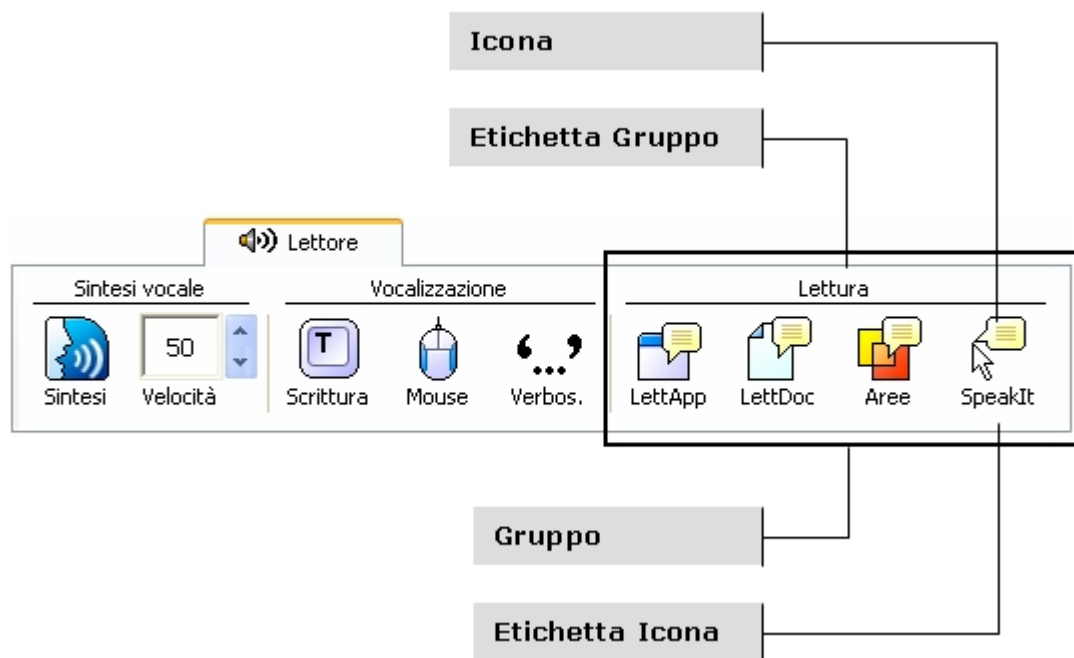 Icona
Etichetta Gruppo
Lettore
Sintesi vocale Vocalizzazione Lettura
50
T
Sintesi Velocità Scrittura Mouse Verbos. LettApp LettDoc Aree SpeakIt
Gruppo
Etichetta Icona